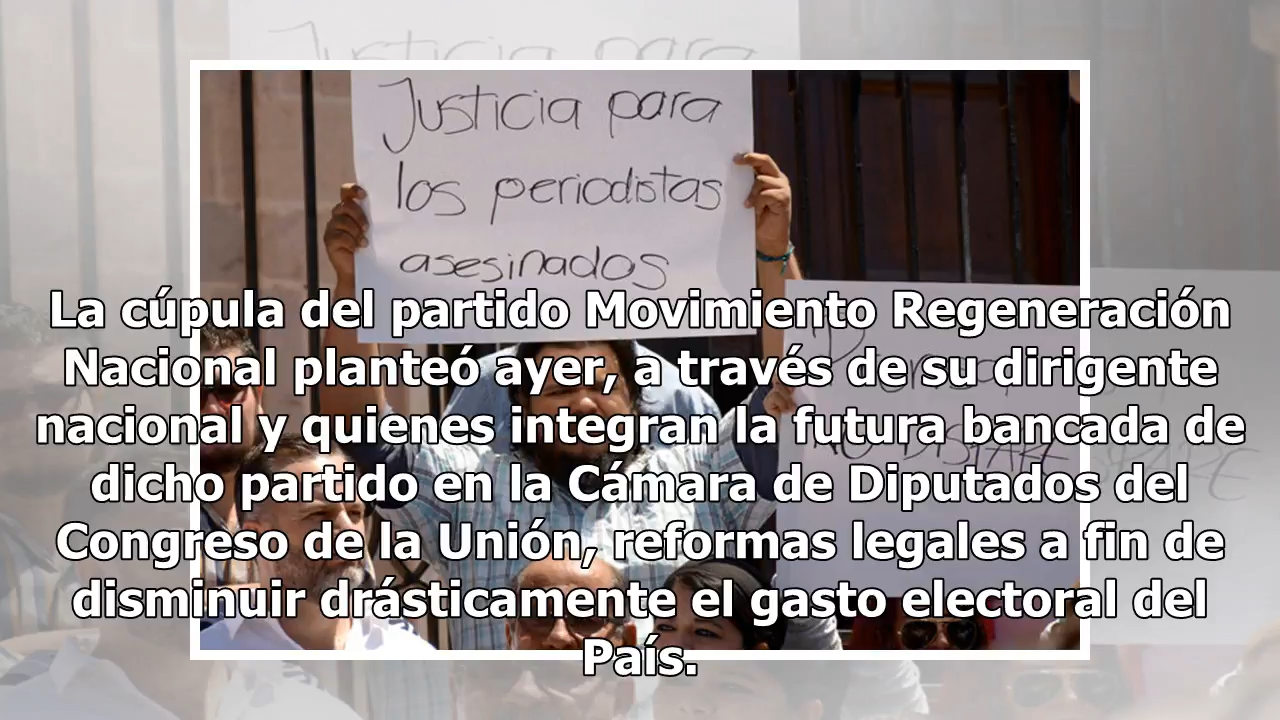 Justicia para
los periodistas
asesinados
La cúpula del partido Movimiento Regeneración
Nacional planteó ayer, a través de su dirigente
nacional y quienes integran la futura bancada de
dicho partido en la Cámara de Diputados del
Congreso de la Unión, reformas legales a fin de
disminuir drásticamente el gasto electoral del
País.